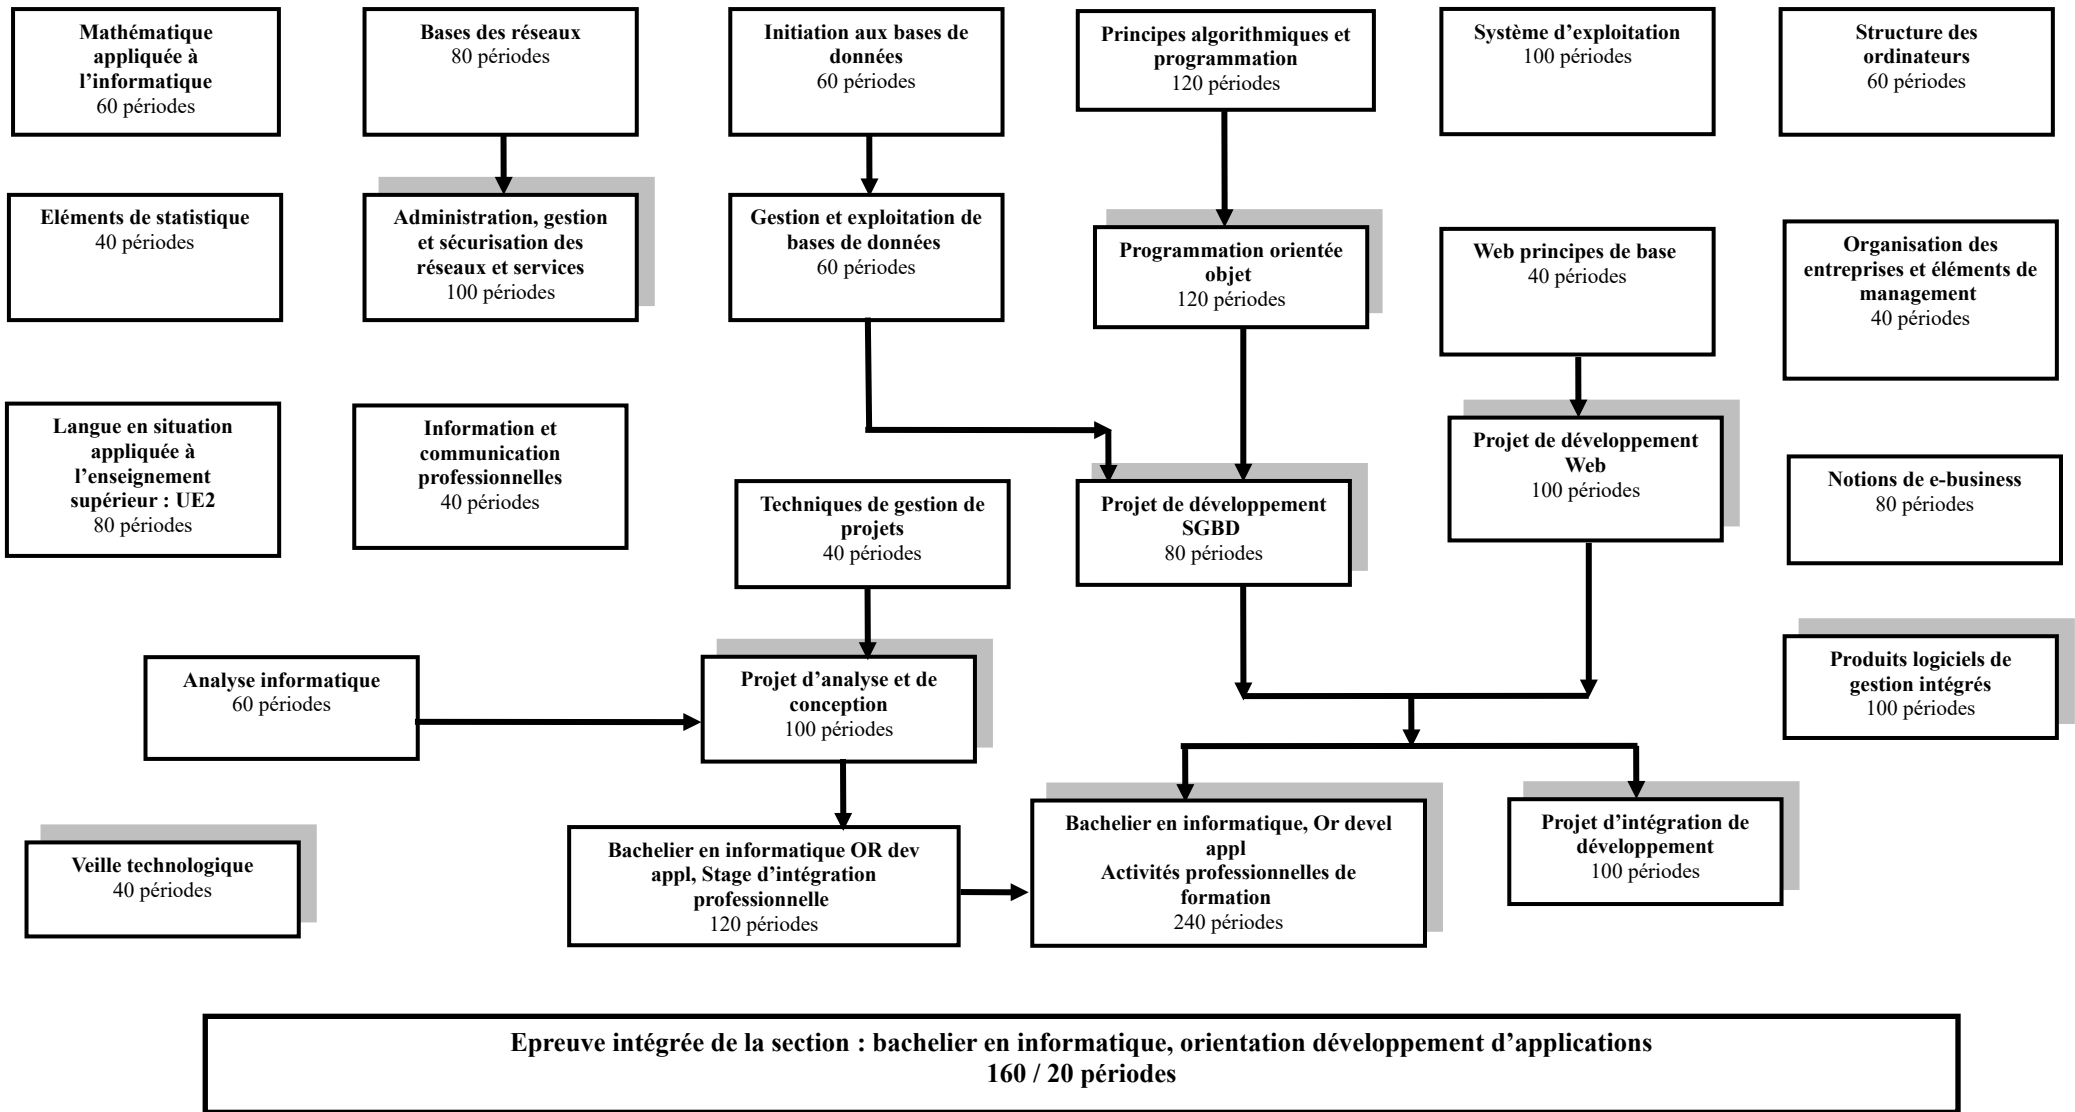 Mathématique
appliquée à
l’informatique
60 périodes
Bases des réseaux
80 périodes
Initiation aux bases de
données
60 périodes
Principes algorithmiques et
programmation
120 périodes
Système d’exploitation
100 périodes
Structure des
ordinateurs
60 périodes
Eléments de statistique
40 périodes
Administration, gestion
et sécurisation des
réseaux et services
100 périodes
Gestion et exploitation de
bases de données
60 périodes
Programmation orientée
objet
120 périodes
Web principes de base
40 périodes
Organisation des
entreprises et éléments de
management
40 périodes
Langue en situation
appliquée à
l’enseignement
supérieur : UE2
80 périodes
Information et
communication
professionnelles
40 périodes
Techniques de gestion de
projets
40 périodes
Projet de développement
SGBD
80 périodes
Projet de développement
Web
100 périodes
Notions de e-business
80 périodes
Analyse informatique
60 périodes
Projet d’analyse et de
conception
100 périodes
Produits logiciels de
gestion intégrés
100 périodes
Veille technologique
40 périodes
Bachelier en informatique OR dev
appl, Stage d’intégration
professionnelle
120 périodes
Bachelier en informatique, Or devel
appl
Activités professionnelles de
formation
240 périodes
Projet d’intégration de
développement
100 périodes
Epreuve intégrée de la section : bachelier en informatique, orientation développement d’applications
160 / 20 périodes